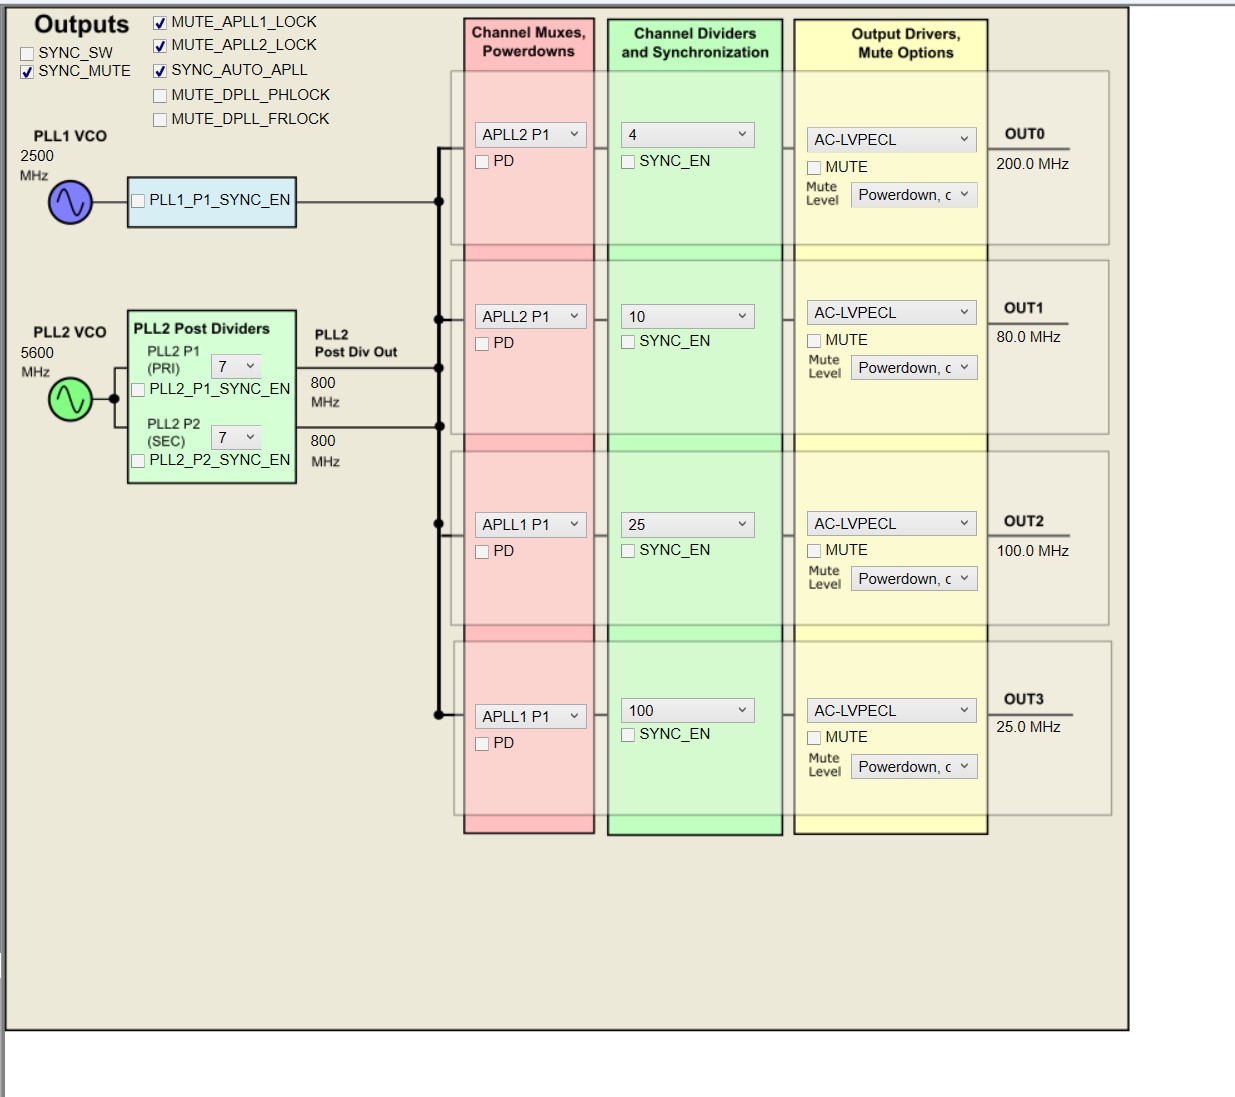 Outputs
SYNC_SW
SYNC_MUTE
MUTE_APLL1_LOCK
MUTE_APLL2_LOCK
SYNC_AUTO_APLL
MUTE_DPLL_PHLOCK
MUTE_DPLL_FRLOCK
PLL1 VCO
2500
MHz
PLL1_P1_SYNC_EN
PLL2 VCO
5600
MHz
PLL2 Post Dividers
PLL2 P1
(PRI)
7
PLL2_P1_SYNC_EN
PLL2 P2
(SEC)
7
PLL2_P2_SYNC_EN
PLL2
Post Div Out
800
MHz
800
MHz
Channel Muxes,
Powerdowns
Channel Dividers
and Synchronization
Output Drivers,
Mute Options
APLL2 P1
PD
4
SYNC_EN
AC-LVPECL
MUTE
Mute
Level
Powerdown, c
OUT0
200.0 MHz
APLL2 P1
PD
10
SYNC_EN
AC-LVPECL
MUTE
Mute
Level
Powerdown, c
OUT1
80.0 MHz
APLL1 P1
PD
25
SYNC_EN
AC-LVPECL
MUTE
Mute
Level
Powerdown, c
OUT2
100.0 MHz
APLL1 P1
PD
100
SYNC_EN
AC-LVPECL
MUTE
Mute
Level
Powerdown, c
OUT3
25.0 MHz